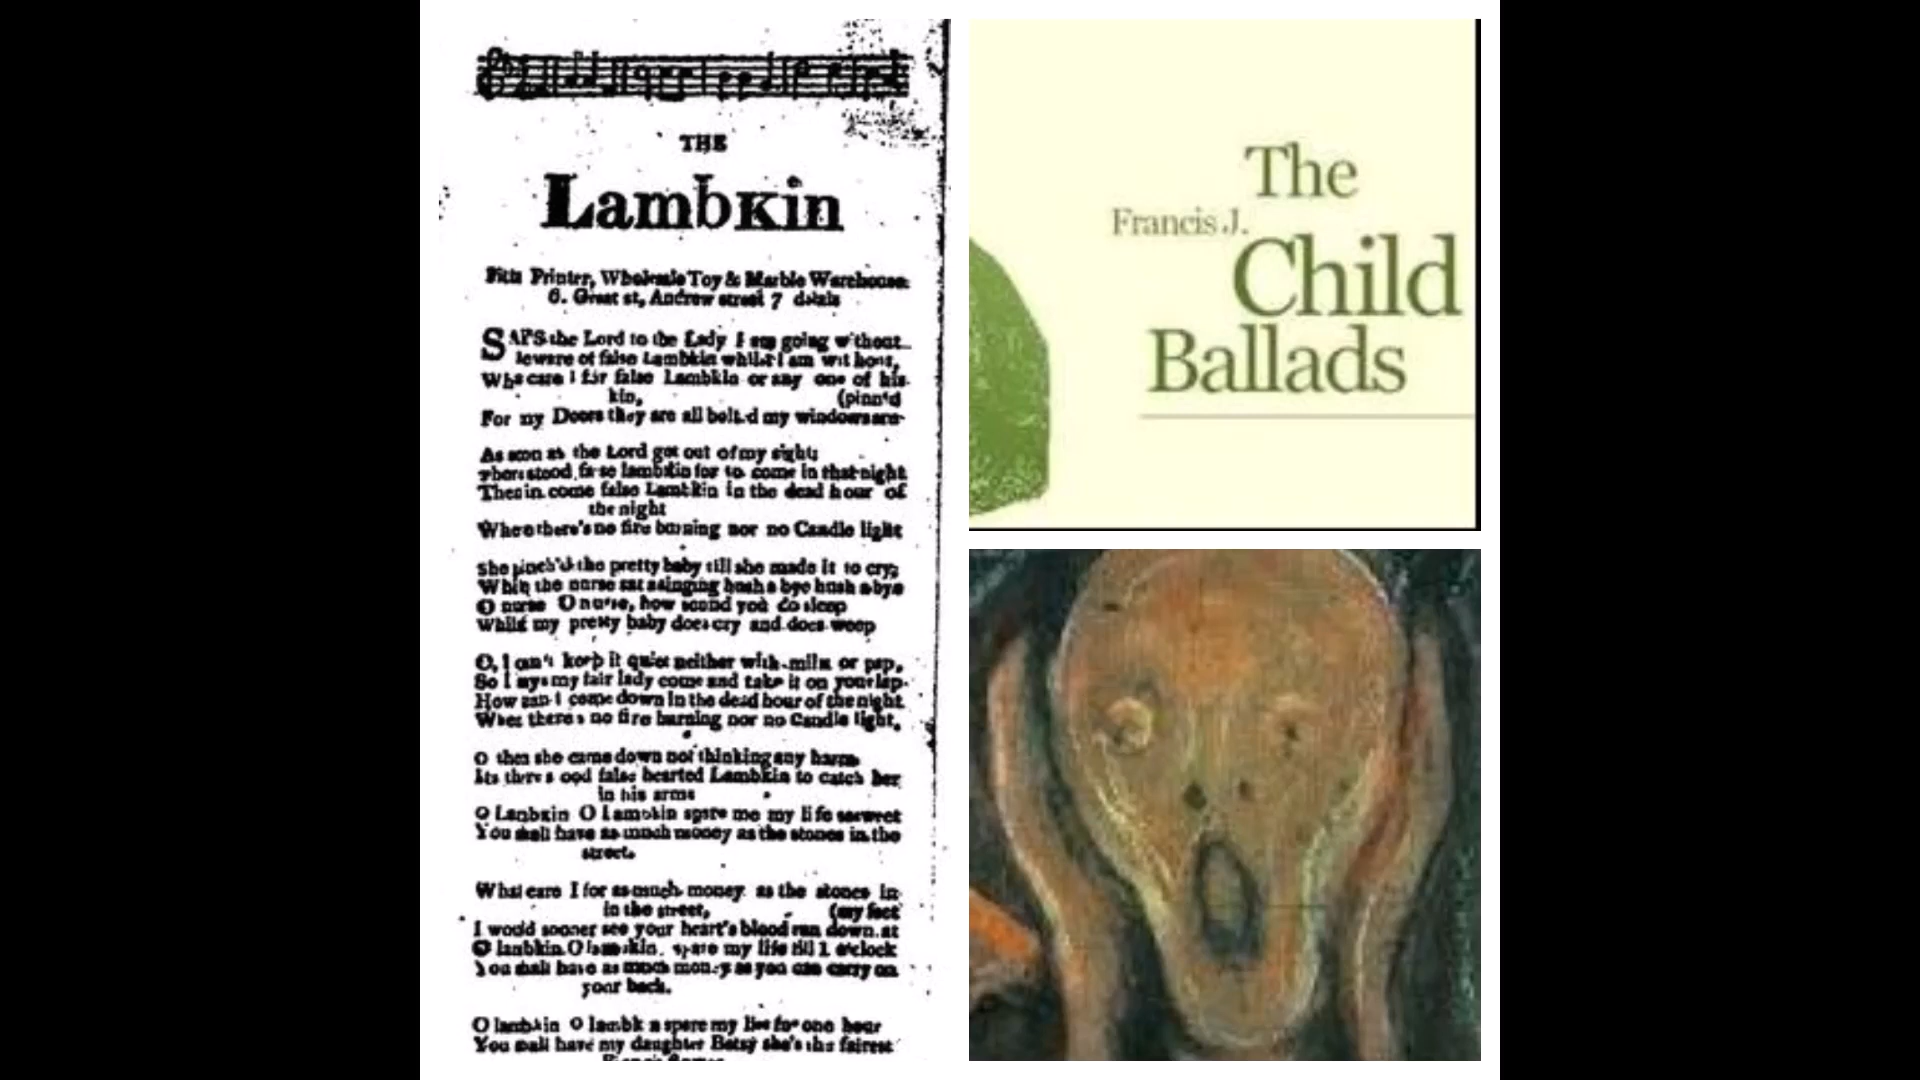 THE
Lambkin
Printer, Wholesale Toy & Marble Warehouse
6. Great st, Andrew street 7 dials
SAYS the Lord to the Lady I am going without
beware of false Lambkin whilst I am without,
Who care I for false Lambkin or any one of his
kin, (pinn'd
For my Doors they are all bolt.d my windows are
As soon as the Lord got out of my sight;
stood false lambkin for to come in that night
Then in come false Lambkin in the dead hour of
the night
When there's no fire burning nor no Candle light
She pinch'd the pretty baby till she made it to cry;
Whilg the nurse sat a singing hush a bye hush a bye
O nurse O nurse, how sound you do sleep
Whilst my pretty baby does cry and does weep
O, I can't keep it quiet neither with milk or pap,
So I says my fair lady come and take it on your lap
How can I come down in the dead hour of the night
When there's no fire burning nor no Candle light,
O then she came down not thinking any harm
false hearted Lambkin to catch her
in his arms
O Lanbkin O Lambkin spare me my life
You shall have as much money as the stones in the
street.
What care I for as much money as the stones in
in the street, (my feet
I would sooner see your heart's blood run down at
O lanbkin O lambkin, spare my life till 1 o'clock
You shall have as much money as you can carry on
your back.
O lambkin O lambk n spare my life for one hour
You shall have my daughter Betsy she's the fairest
The
Francis J.
Child
Ballads